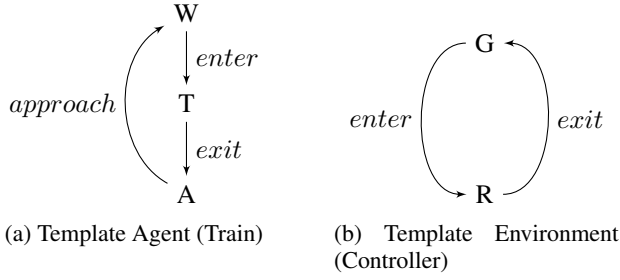 W
enter
T
approach
exit
A
(a) Template Agent (Train)
G
enter
exit
R
(b) Template Environment
(Controller)